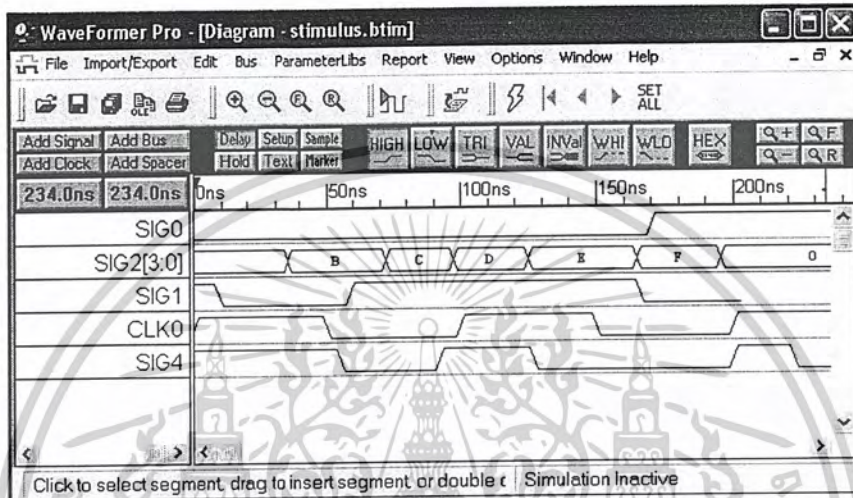 WaveFormer Pro - [Diagram - stimulus.btim]
File Import/Export Edit Bus ParameterLibs Report View Options Window Help
OLE F R SET ALL
Add Signal Add Bus Delay Setup Sample HIGH LOW TRI VAL INVal WHI WLO HEX + F
Add Clock Add Spacer Hold Text Marker - R
234.0ns 234.0ns 0ns 50ns 100ns 150ns 200ns
SIG0
SIG2[3:0] B C D E F 0
SIG1
CLK0
SIG4
Click to select segment, drag to insert segment, or double c Simulation Inactive